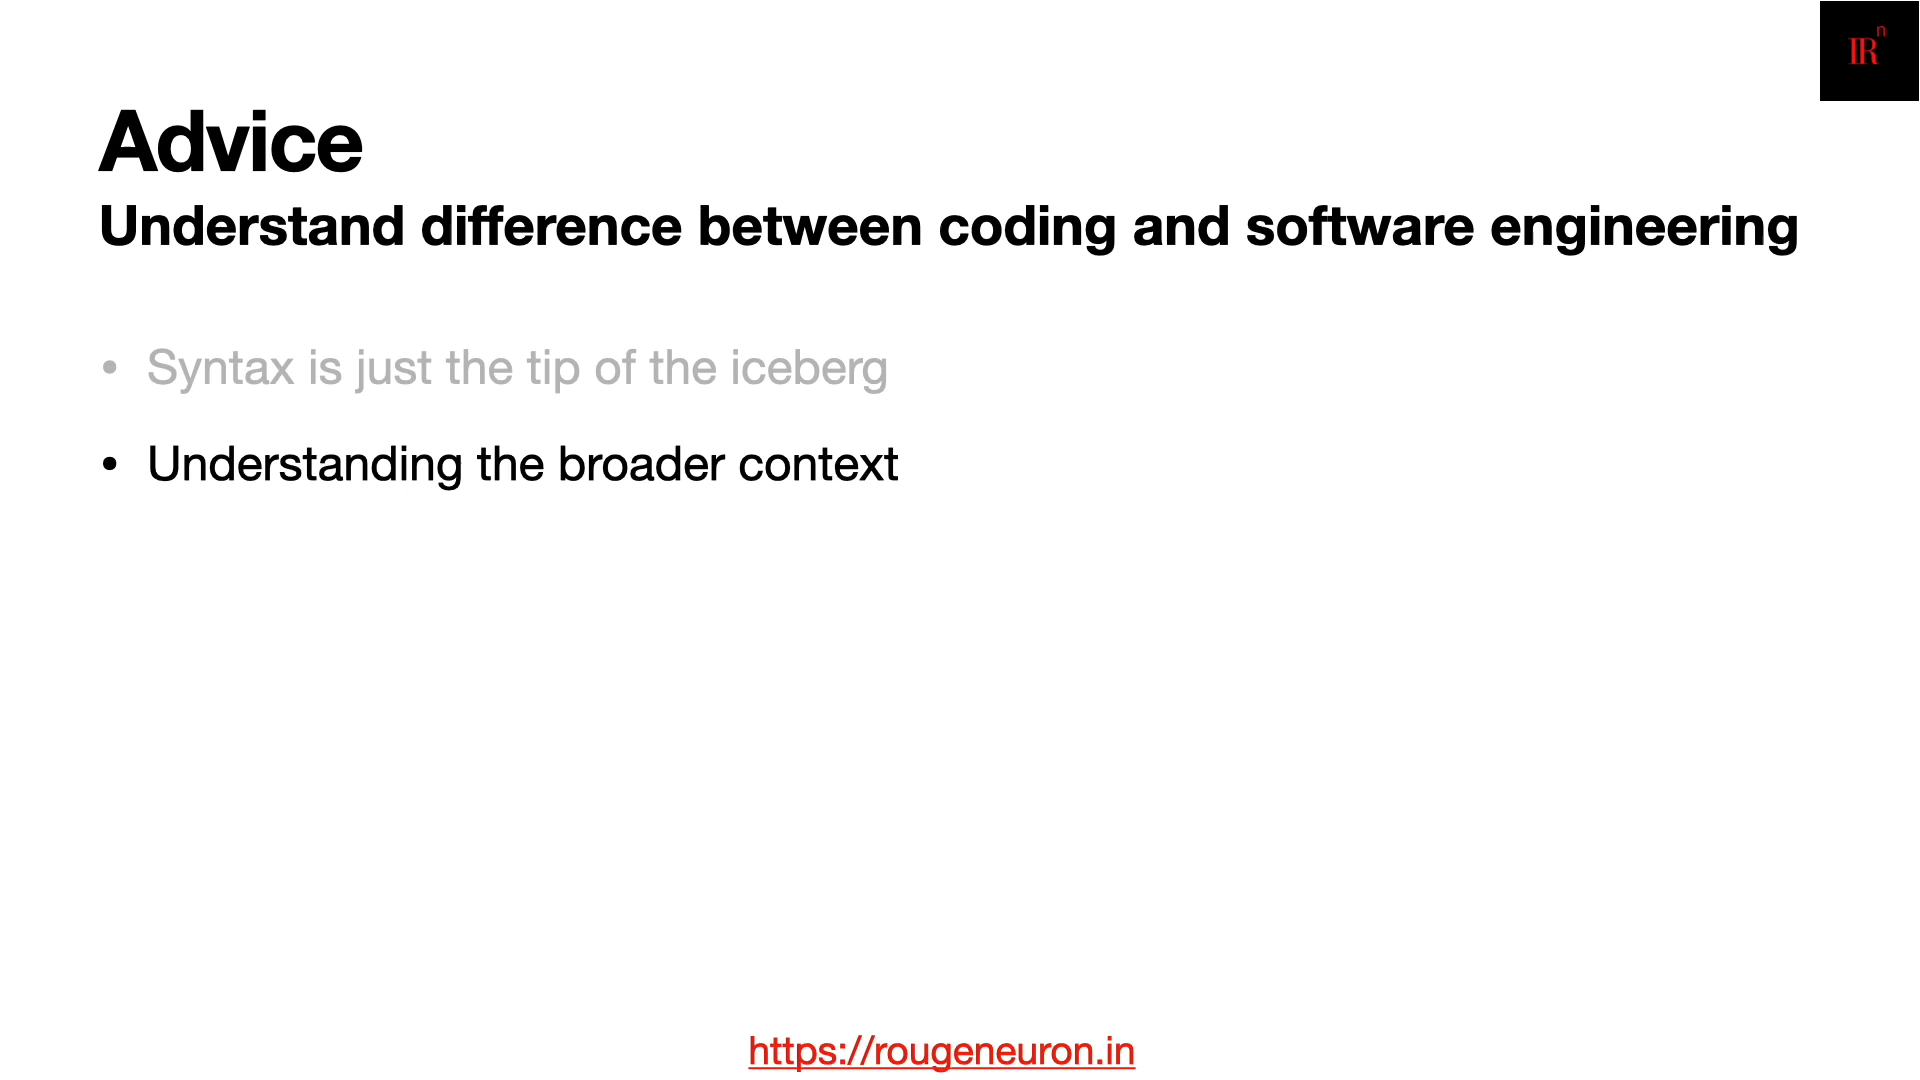 IRⁿ
Advice
Understand difference between coding and software engineering
• Syntax is just the tip of the iceberg
• Understanding the broader context
https://rougeneuron.in